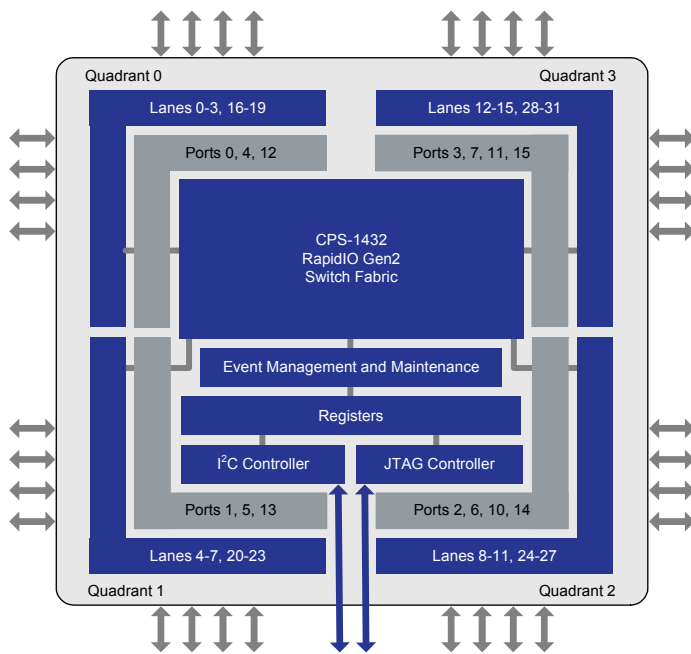 Quadrant 0
Quadrant 3
Lanes 0-3, 16-19
Lanes 12-15, 28-31
Ports 0, 4, 12
Ports 3, 7, 11, 15
CPS-1432
RapidIO Gen2
Switch Fabric
Event Management and Maintenance
Registers
I²C Controller
JTAG Controller
Ports 1, 5, 13
Ports 2, 6, 10, 14
Lanes 4-7, 20-23
Lanes 8-11, 24-27
Quadrant 1
Quadrant 2